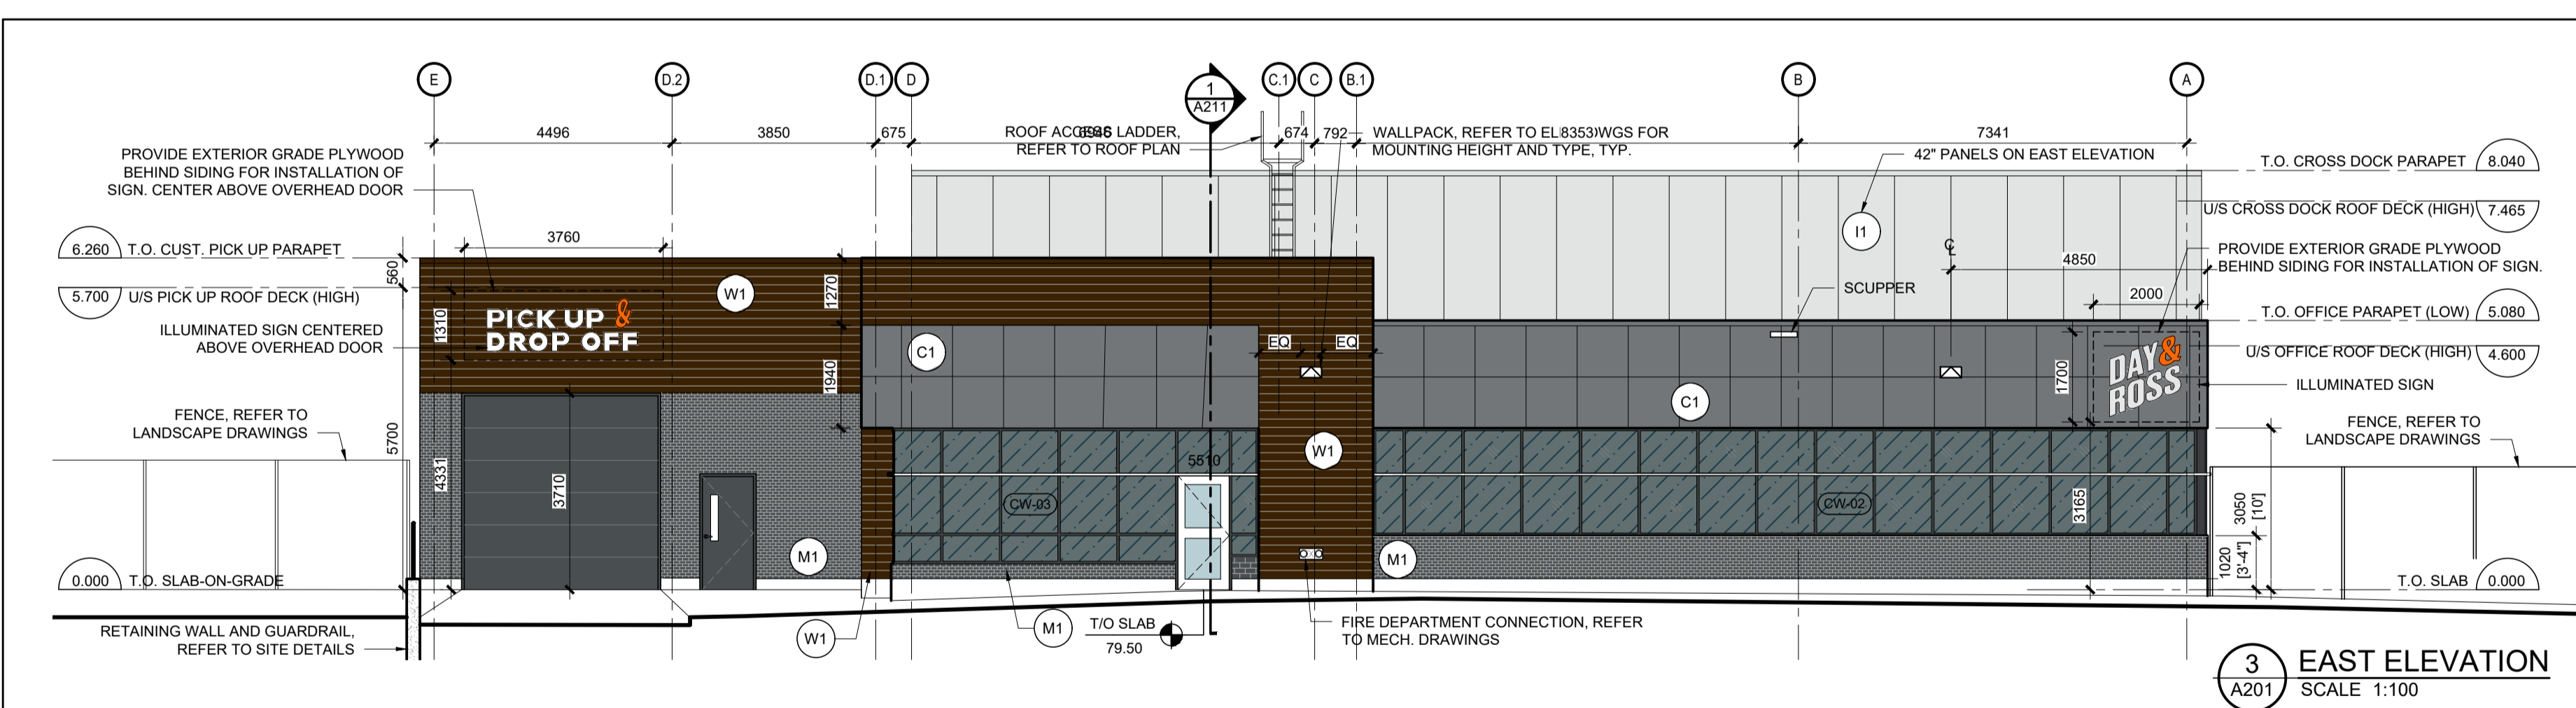 E
D.2
D.1
D
1
A211
C.1
C
B.1
B
A
4496
3850
675
674
792
7341
ROOF ACCESS LADDER,
REFER TO ROOF PLAN
WALLPACK, REFER TO
8353
WGS FOR
MOUNTING HEIGHT AND TYPE, TYP.
42" PANELS ON EAST ELEVATION
T.O. CROSS DOCK PARAPET
8.040
PROVIDE EXTERIOR GRADE PLYWOOD
BEHIND SIDING FOR INSTALLATION OF
SIGN. CENTER ABOVE OVERHEAD DOOR
U/S CROSS DOCK ROOF DECK (HIGH)
7.465
I1
3760
6.260
T.O. CUST. PICK UP PARAPET
560
℄
4850
PROVIDE EXTERIOR GRADE PLYWOOD
BEHIND SIDING FOR INSTALLATION OF SIGN.
5.700
U/S PICK UP ROOF DECK (HIGH)
W1
1270
SCUPPER
2000
T.O. OFFICE PARAPET (LOW)
5.080
1310
PICK UP &
DROP OFF
ILLUMINATED SIGN CENTERED
ABOVE OVERHEAD DOOR
C1
EQ
EQ
U/S OFFICE ROOF DECK (HIGH)
4.600
1940
1700
DAY&
ROSS
ILLUMINATED SIGN
C1
FENCE, REFER TO
LANDSCAPE DRAWINGS
5700
4331
3710
W1
5510
FENCE, REFER TO
LANDSCAPE DRAWINGS
CW-03
CW-02
3165
3050
[10']
M1
M1
1020
[3'-4"]
0.000
T.O. SLAB-ON-GRADE
T.O. SLAB
0.000
RETAINING WALL AND GUARDRAIL,
REFER TO SITE DETAILS
W1
M1
T/O SLAB
79.50
FIRE DEPARTMENT CONNECTION, REFER
TO MECH. DRAWINGS
3
A201
EAST ELEVATION
SCALE 1:100